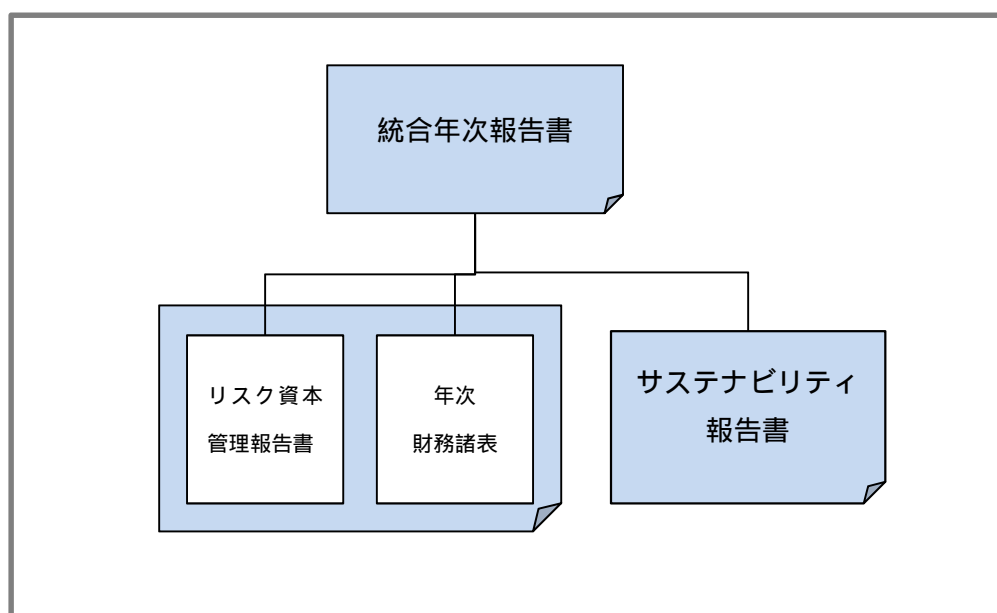 統合年次報告書
リスク資本
管理報告書
年次
財務諸表
サステナビリティ
報告書